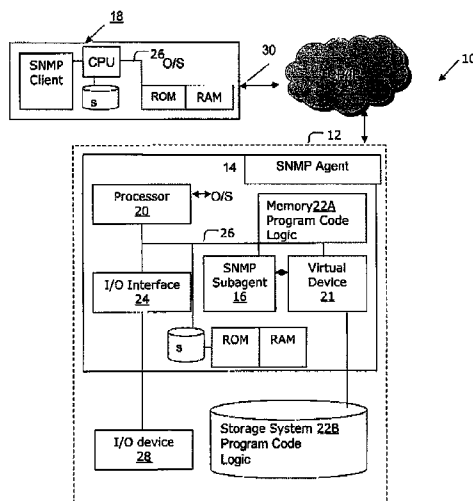 18
SNMP
Client
CPU
26
O/S
S
ROM
RAM
30
10
12
14
SNMP Agent
Processor
20
O/S
Memory22A
Program Code
Logic
26
I/O Interface
24
SNMP
Subagent
16
Virtual
Device
21
S
ROM
RAM
I/O device
28
Storage System 22B
Program Code
Logic